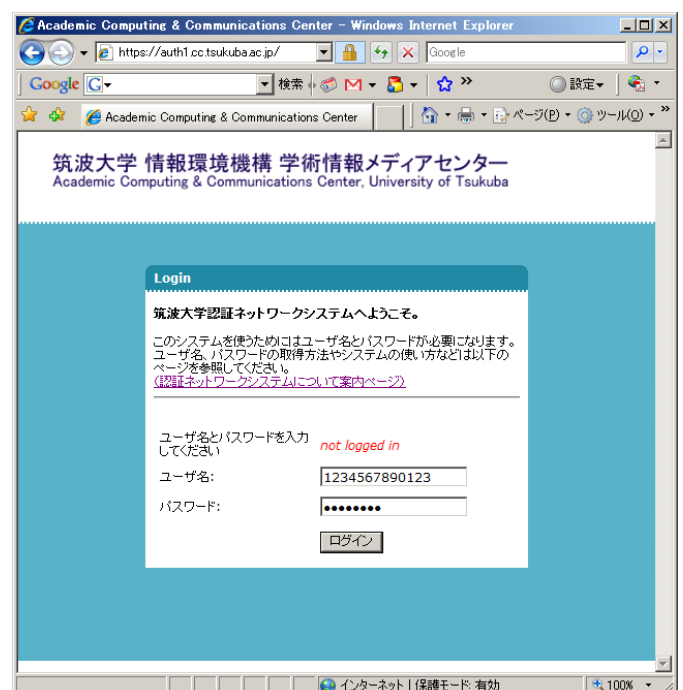 Academic Computing & Communications Center - Windows Internet Explorer
https://auth1.cc.tsukuba.ac.jp/
Google
Google
G
検索
設定
Academic Computing & Communications Center
ページ(P)
ツール(O)
筑波大学 情報環境機構 学術情報メディアセンター
Academic Computing & Communications Center, University of Tsukuba
Login
筑波大学認証ネットワークシステムへようこそ。
このシステムを使うためにはユーザ名とパスワードが必要になります。
ユーザ名、パスワードの取得方法やシステムの使い方などは以下の
ページを参照してください。
(認証ネットワークシステムについて案内ページ)
ユーザ名とパスワードを入力
してください
not logged in
ユーザ名:
1234567890123
パスワード:
••••••••
ログイン
インターネット | 保護モード: 有効
100%